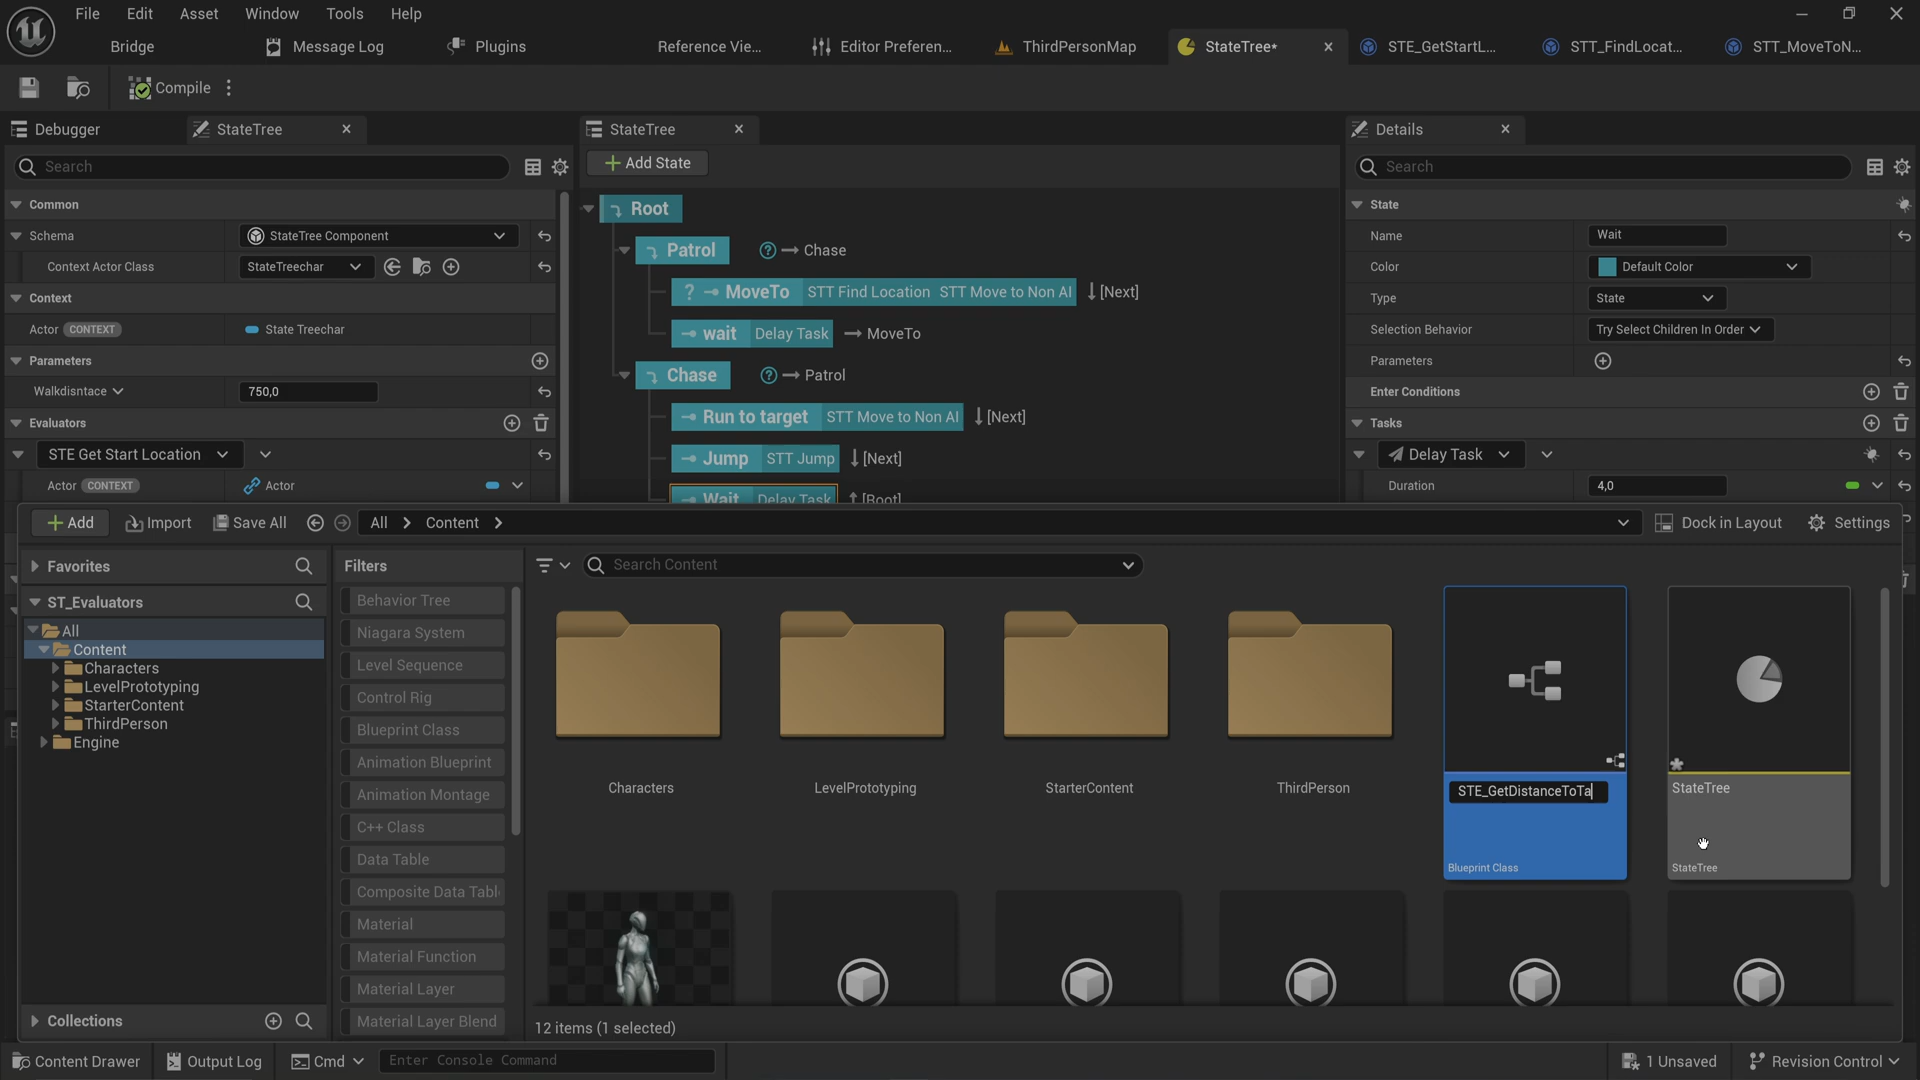 File Edit Asset Window Tools Help
Bridge Message Log Plugins Reference Vie... Editor Preferen... ThirdPersonMap StateTree* STE_GetStartL... STT_FindLocat... STT_MoveToN...
Compile
Debugger StateTree StateTree Details
Search Add State Search
Common
Schema StateTree Component
Context Actor Class StateTreechar
Context
Actor CONTEXT State Treechar
Parameters
Walkdisntace 750,0
Evaluators
STE Get Start Location
Actor CONTEXT Actor
Root
Patrol Chase
? MoveTo STT Find Location STT Move to Non AI [Next]
wait Delay Task MoveTo
Chase Patrol
Run to target STT Move to Non AI [Next]
Jump STT Jump [Next]
Wait Delay Task [Root]
State
Name Wait
Color Default Color
Type State
Selection Behavior Try Select Children In Order
Parameters
Enter Conditions
Tasks
Delay Task
Duration 4,0
Add Import Save All All > Content > Dock in Layout Settings
Favorites
ST_Evaluators
All
Content
Characters
LevelPrototyping
StarterContent
ThirdPerson
Engine
Collections
Filters
Behavior Tree
Niagara System
Level Sequence
Control Rig
Blueprint Class
Animation Blueprint
Animation Montage
C++ Class
Data Table
Composite Data Tabl
Material
Material Function
Material Layer
Material Layer Blend
Search Content
Characters LevelPrototyping StarterContent ThirdPerson STE_GetDistanceToTa StateTree
Blueprint Class StateTree
12 items (1 selected)
Content Drawer Output Log Cmd Enter Console Command 1 Unsaved Revision Control